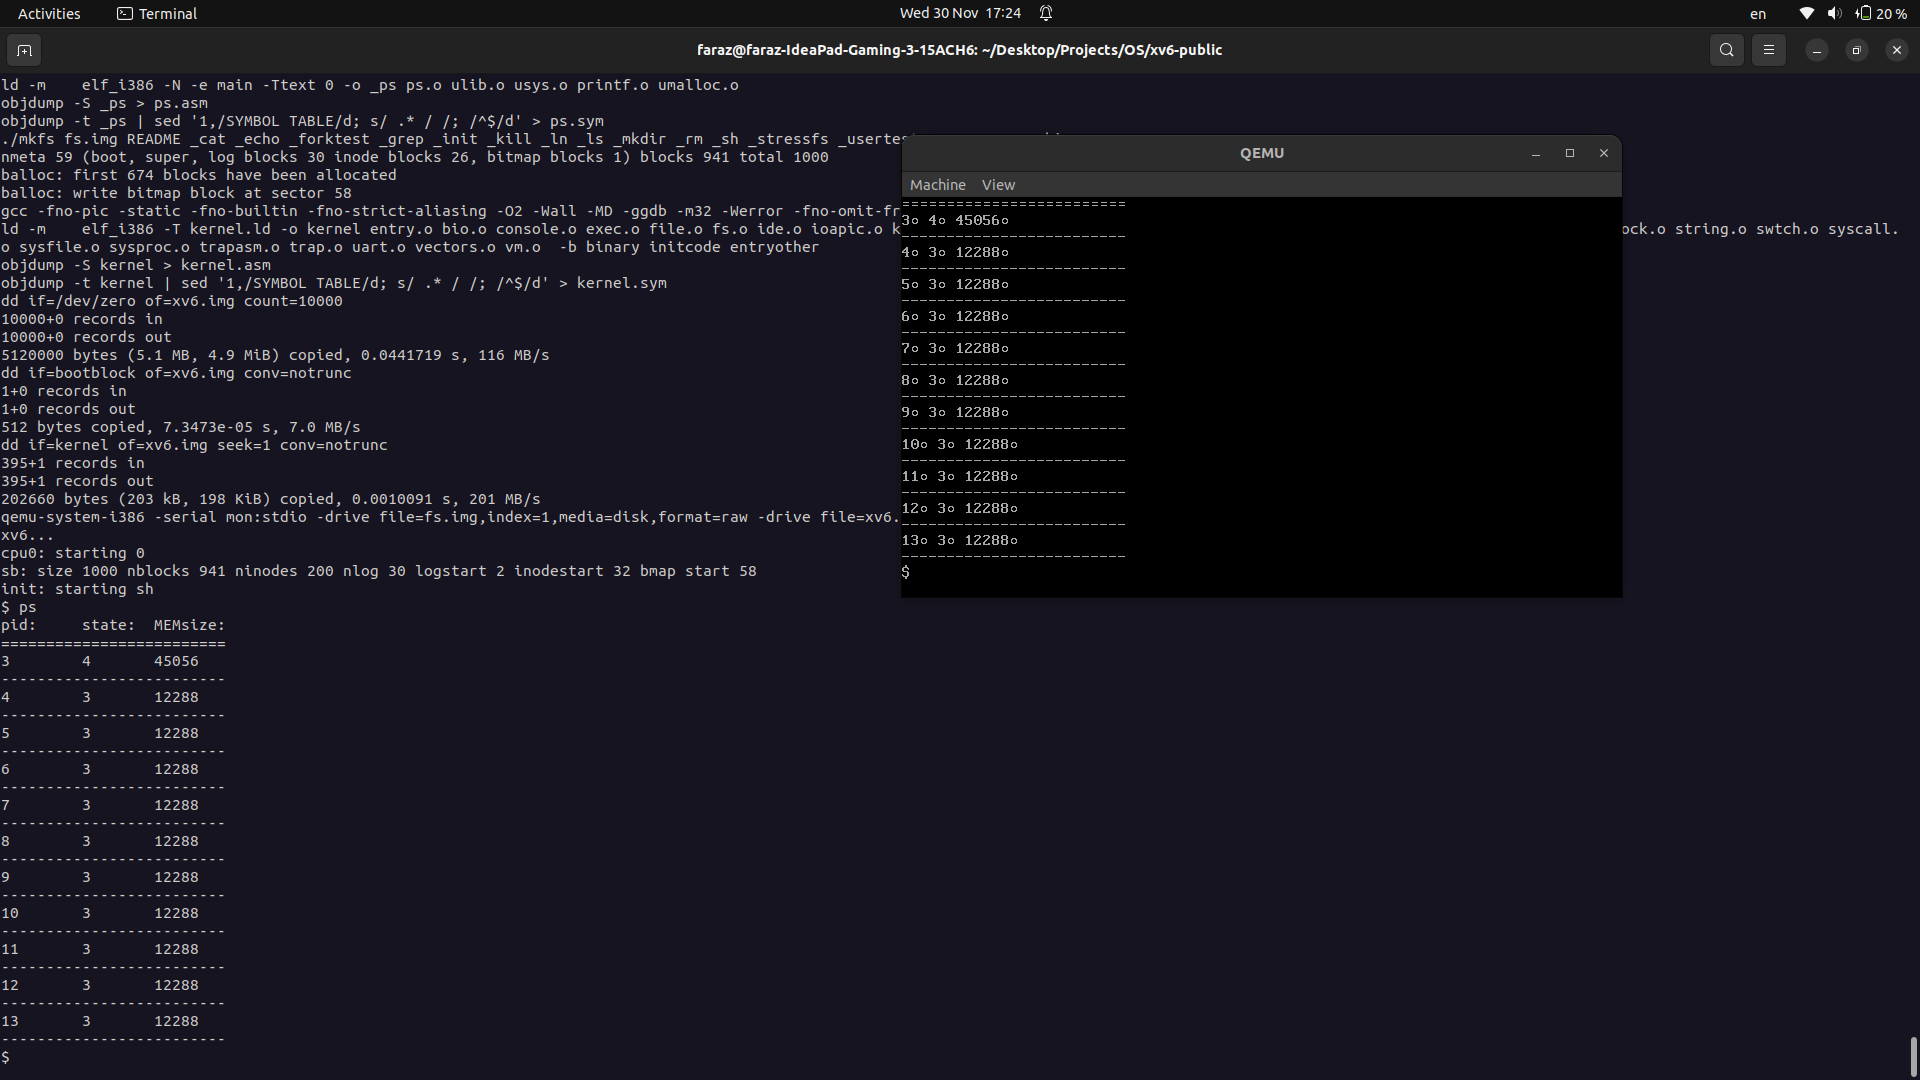 Activities Terminal Wed 30 Nov 17:24 en 20 %
faraz@faraz-IdeaPad-Gaming-3-15ACH6: ~/Desktop/Projects/OS/xv6-public
ld -m    elf_i386 -N -e main -Ttext 0 -o _ps ps.o ulib.o usys.o printf.o umalloc.o
objdump -S _ps > ps.asm
objdump -t _ps | sed '1,/SYMBOL TABLE/d; s/ .* / /; /^$/d' > ps.sym
./mkfs fs.img README _cat _echo _forktest _grep _init _kill _ln _ls _mkdir _rm _sh _stressfs
nmeta 59 (boot, super, log blocks 30 inode blocks 26, bitmap blocks 1) blocks 941 total 1000
balloc: first 674 blocks have been allocated
balloc: write bitmap block at sector 58
gcc -fno-pic -static -fno-builtin -fno-strict-aliasing -O2 -Wall -MD -ggdb -m32 -Werror -fno-omit-fr
ld -m    elf_i386 -T kernel.ld -o kernel entry.o bio.o console.o exec.o file.o fs.o ide.o ioapic.o k ock.o string.o swtch.o syscall.
o sysfile.o sysproc.o trapasm.o trap.o uart.o vectors.o vm.o  -b binary initcode entryother
objdump -S kernel > kernel.asm
objdump -t kernel | sed '1,/SYMBOL TABLE/d; s/ .* / /; /^$/d' > kernel.sym
dd if=/dev/zero of=xv6.img count=10000
10000+0 records in
10000+0 records out
5120000 bytes (5.1 MB, 4.9 MiB) copied, 0.0441719 s, 116 MB/s
dd if=bootblock of=xv6.img conv=notrunc
1+0 records in
1+0 records out
512 bytes copied, 7.3473e-05 s, 7.0 MB/s
dd if=kernel of=xv6.img seek=1 conv=notrunc
395+1 records in
395+1 records out
202660 bytes (203 kB, 198 KiB) copied, 0.0010091 s, 201 MB/s
qemu-system-i386 -serial mon:stdio -drive file=fs.img,index=1,media=disk,format=raw -drive file=xv6.
xv6...
cpu0: starting 0
sb: size 1000 nblocks 941 ninodes 200 nlog 30 logstart 2 inodestart 32 bmap start 58
init: starting sh
$ ps
pid:     state:  MEMsize:
=========================
3        4       45056
-------------------------
4        3       12288
-------------------------
5        3       12288
-------------------------
6        3       12288
-------------------------
7        3       12288
-------------------------
8        3       12288
-------------------------
9        3       12288
-------------------------
10       3       12288
-------------------------
11       3       12288
-------------------------
12       3       12288
-------------------------
13       3       12288
-------------------------
$
QEMU
Machine View
=========================
3○ 4○ 45056○
-------------------------
4○ 3○ 12288○
-------------------------
5○ 3○ 12288○
-------------------------
6○ 3○ 12288○
-------------------------
7○ 3○ 12288○
-------------------------
8○ 3○ 12288○
-------------------------
9○ 3○ 12288○
-------------------------
10○ 3○ 12288○
-------------------------
11○ 3○ 12288○
-------------------------
12○ 3○ 12288○
-------------------------
13○ 3○ 12288○
-------------------------
$